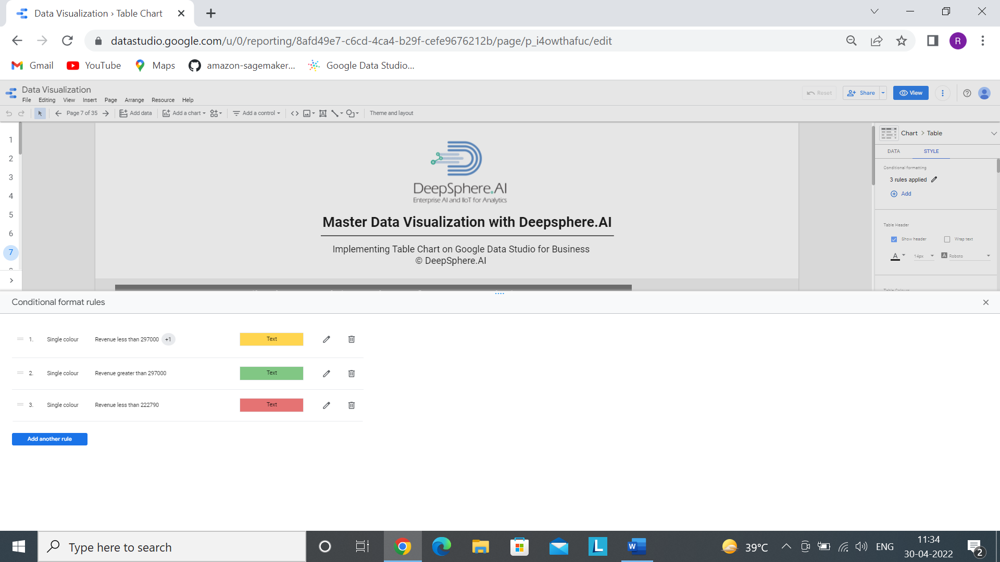 Data Visualization › Table Chart
datastudio.google.com/u/0/reporting/8afd49e7-c6cd-4ca4-b29f-cefe9676212b/page/p_i4owthafuc/edit
R
Gmail YouTube Maps amazon-sagemaker... Google Data Studio...
Data Visualization
File Editing View Insert Page Arrange Resource Help
Reset Share View
Page 7 of 35 Add data Add a chart Add a control Theme and layout
1
2
3
4
5
6
7
DeepSphere.AI
Enterprise AI and IIoT for Analytics
Master Data Visualization with Deepsphere.AI
Implementing Table Chart on Google Data Studio for Business
© DeepSphere.AI
Chart > Table
DATA STYLE
Conditional formatting
3 rules applied
Add
Table Header
Show header Wrap text
A 14px A Roboto
Table Colours
Conditional format rules
1. Single colour Revenue less than 297000 +1 Text
2. Single colour Revenue greater than 297000 Text
3. Single colour Revenue less than 222790 Text
Add another rule
Type here to search
L
W
39°C
ENG
11:34
30-04-2022
2